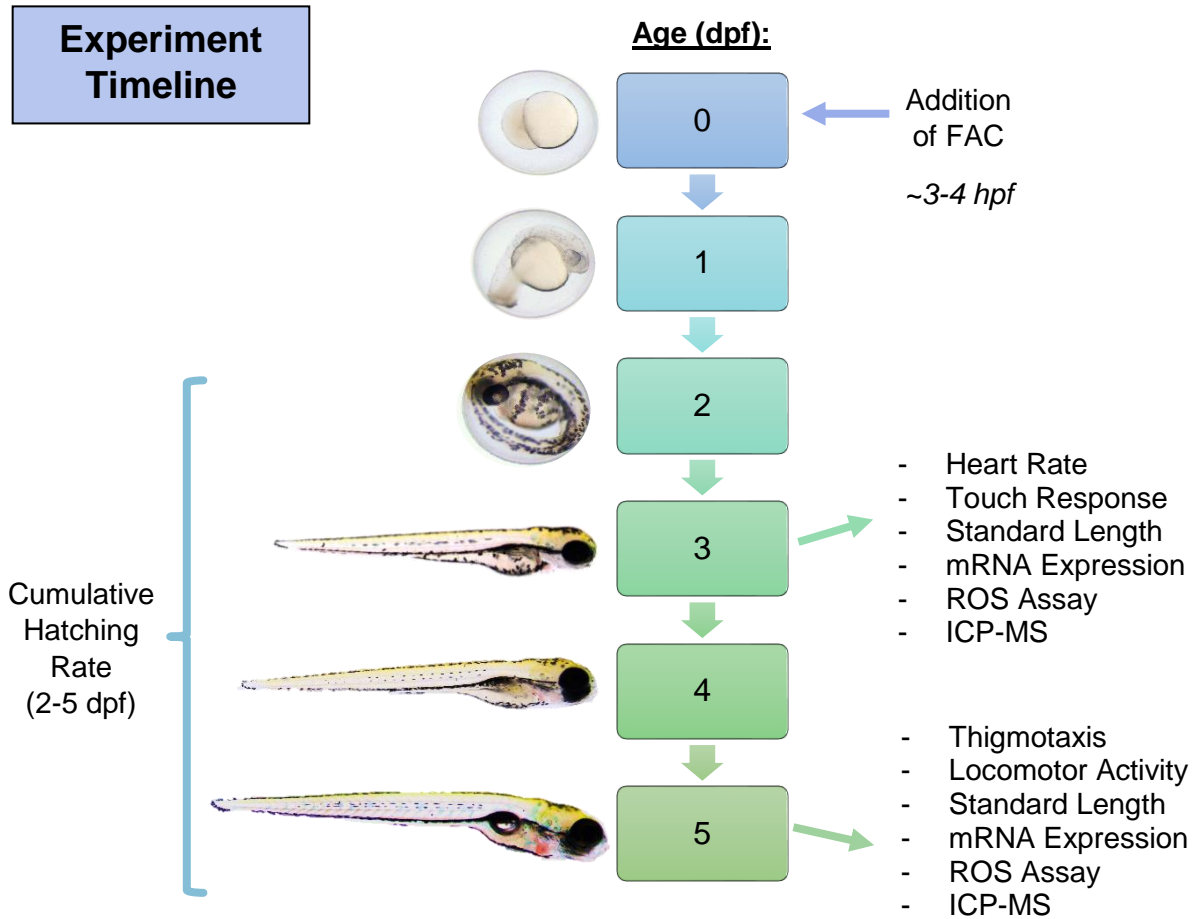 Experiment
Timeline
Age (dpf):
0
Addition
of FAC
~3-4 hpf
1
2
3
- Heart Rate
- Touch Response
- Standard Length
- mRNA Expression
- ROS Assay
- ICP-MS
Cumulative
Hatching
Rate
(2-5 dpf)
4
5
- Thigmotaxis
- Locomotor Activity
- Standard Length
- mRNA Expression
- ROS Assay
- ICP-MS